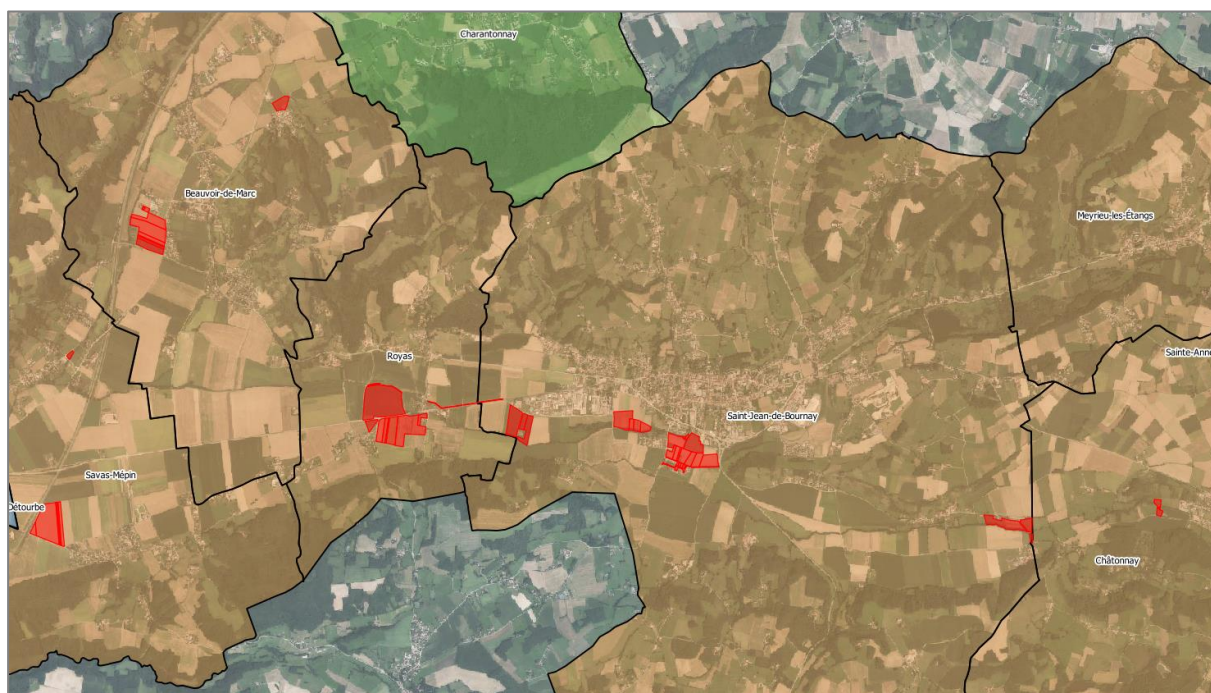 Charantonnay
Beauvoir-de-Marc
Meyrieu-les-Étangs
Royas
Sainte-Anne
Saint-Jean-de-Bournay
Savas-Mépin
Détourbe
Châtonnay